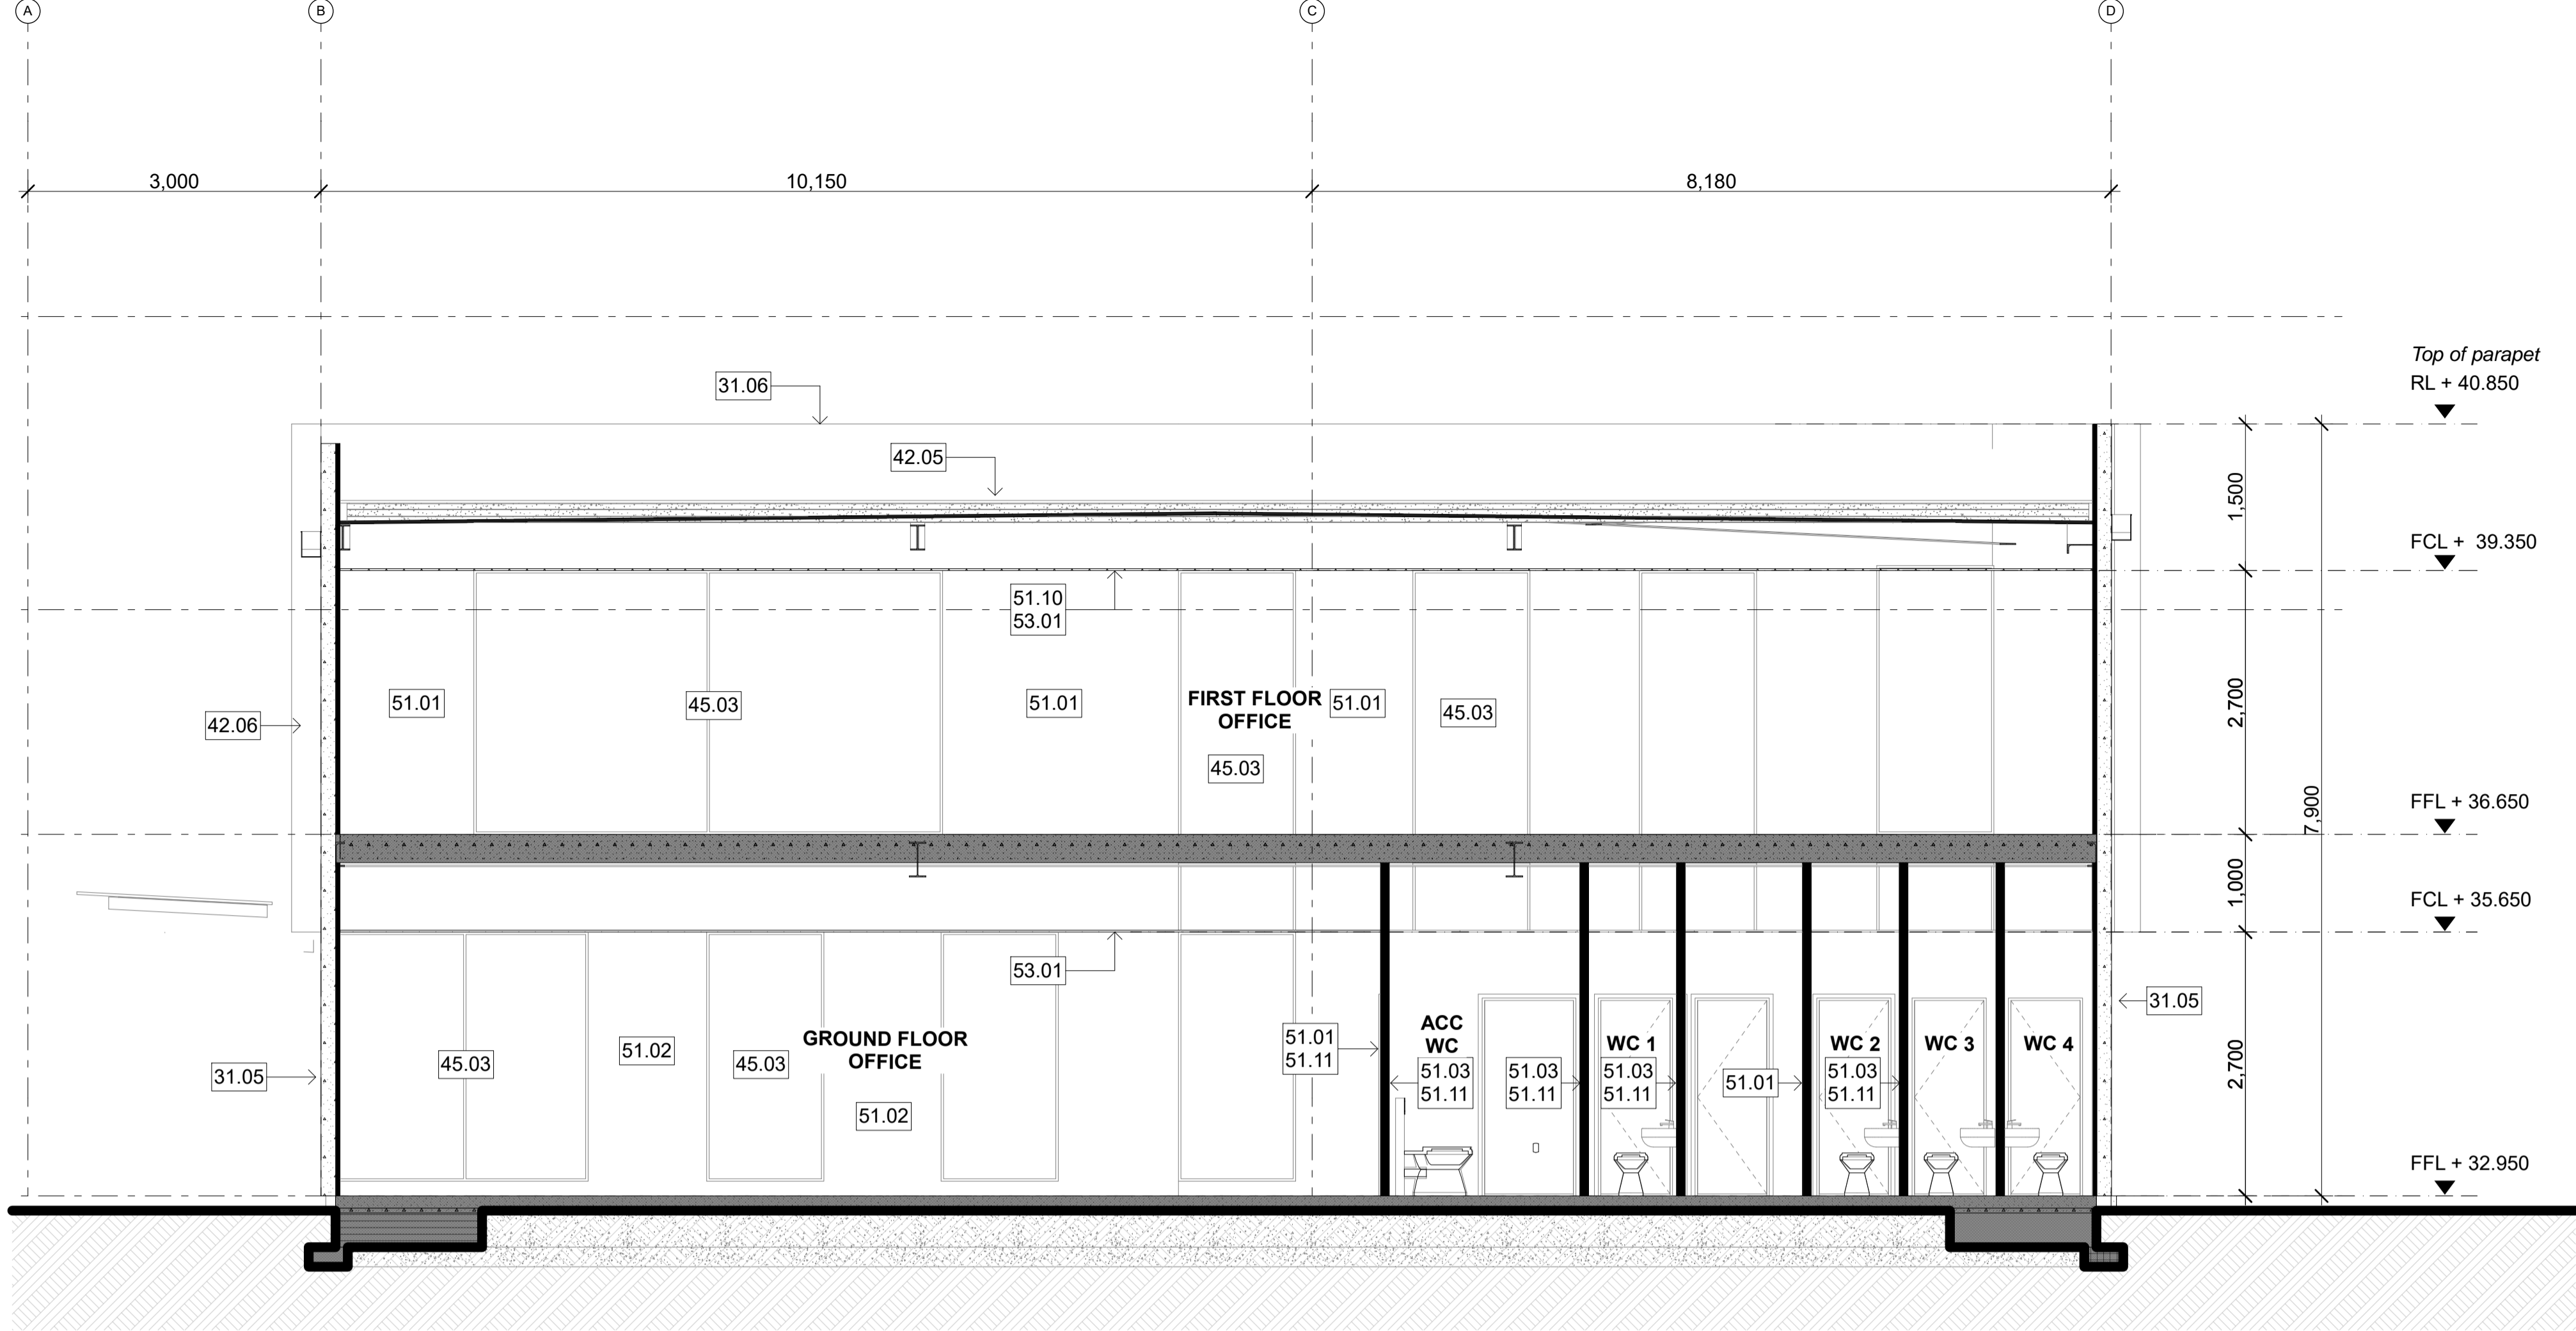 A
B
C
D
3,000
10,150
8,180
Top of parapet
RL + 40.850
31.06
42.05
1,500
FCL +  39.350
51.10
53.01
51.01
45.03
51.01
FIRST FLOOR
OFFICE
51.01
45.03
42.06
45.03
2,700
FFL + 36.650
7,900
1,000
FCL + 35.650
53.01
31.05
GROUND FLOOR
OFFICE
51.02
45.03
45.03
51.02
31.05
51.01
51.11
ACC
WC
51.03
51.11
51.03
51.11
WC 1
51.03
51.11
51.01
WC 2
51.03
51.11
WC 3
WC 4
2,700
FFL + 32.950